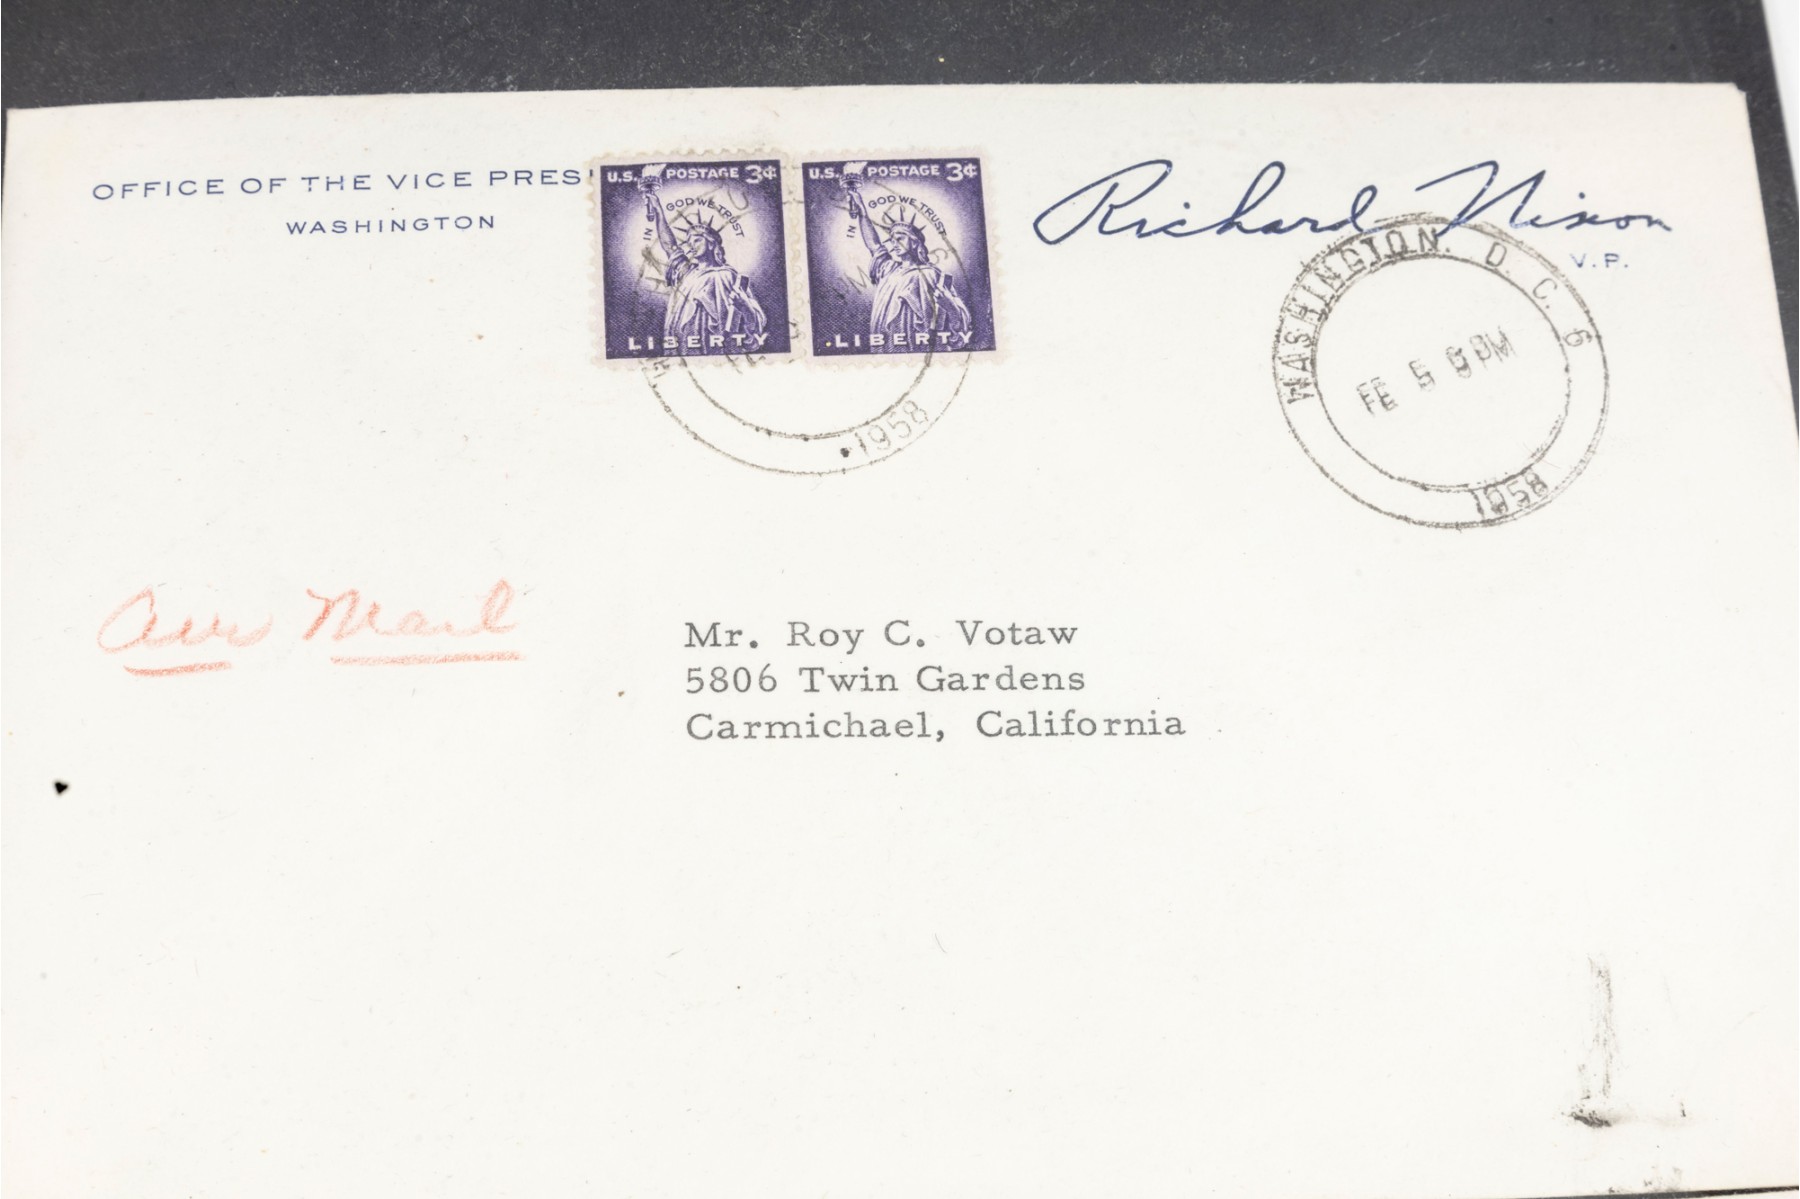 OFFICE OF THE VICE PRES
WASHINGTON
U.S. POSTAGE 3¢
IN GOD WE TRUST
LIBERTY
U.S. POSTAGE 3¢
IN GOD WE TRUST
LIBERTY
1958
Richard Nixon
V.P.
WASHINGTON. D. C. 6
FE 5 9 PM
1958
Air Mail
Mr. Roy C. Votaw
5806 Twin Gardens
Carmichael, California